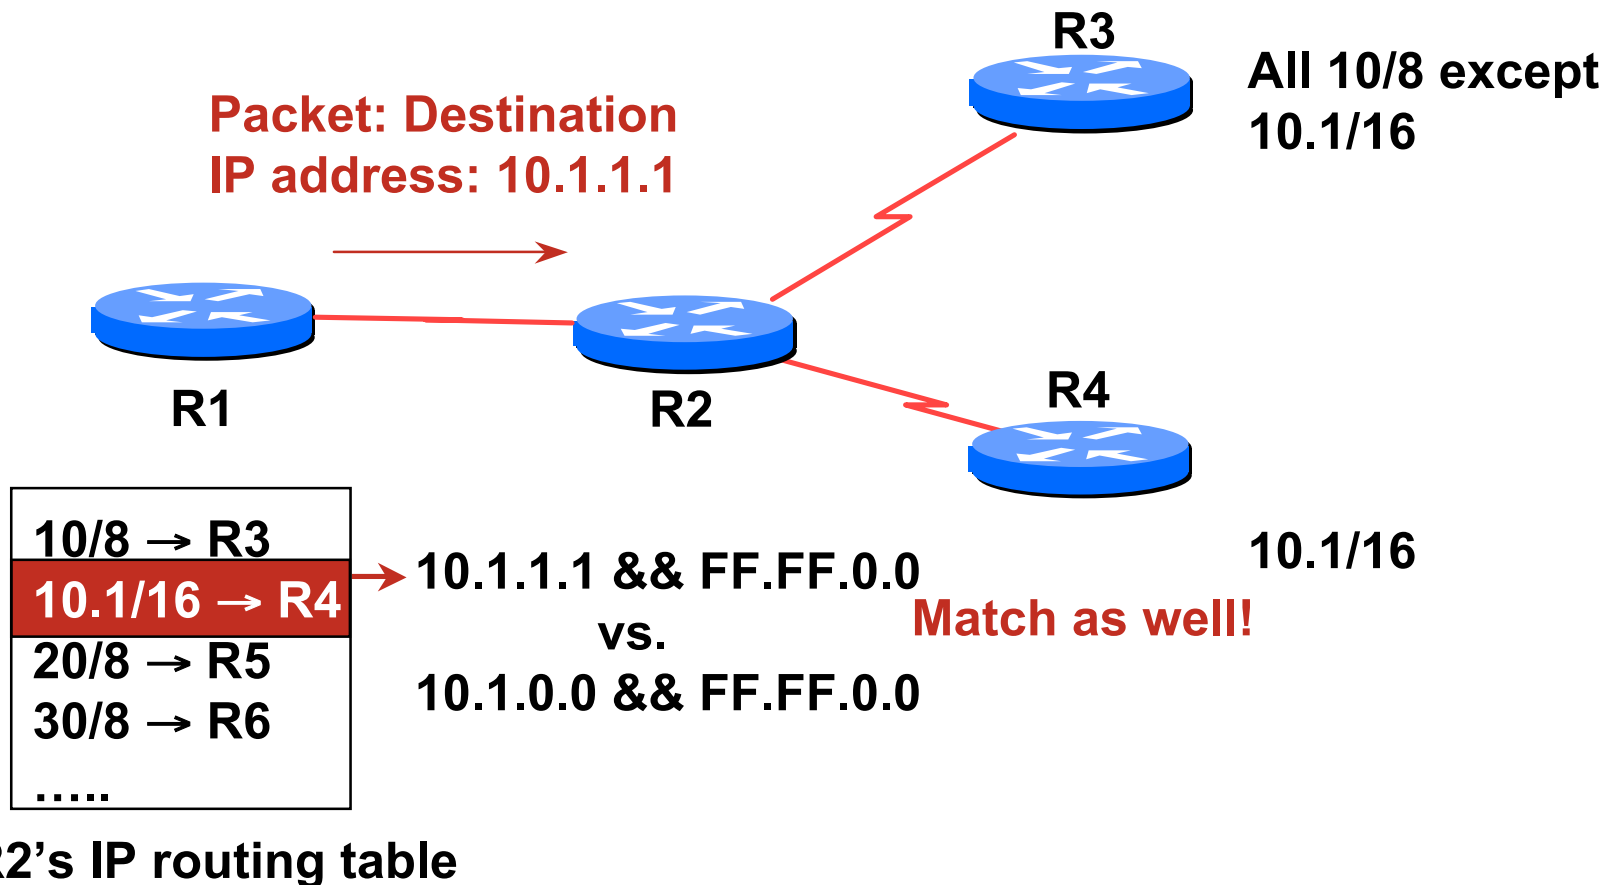 R3
All 10/8 except
10.1/16
Packet: Destination
IP address: 10.1.1.1
R1
R2
R4
10.1/16
10/8 → R3
10.1/16 → R4
20/8 → R5
30/8 → R6
…..
10.1.1.1 && FF.FF.0.0
vs.
10.1.0.0 && FF.FF.0.0
Match as well!
R2’s IP routing table